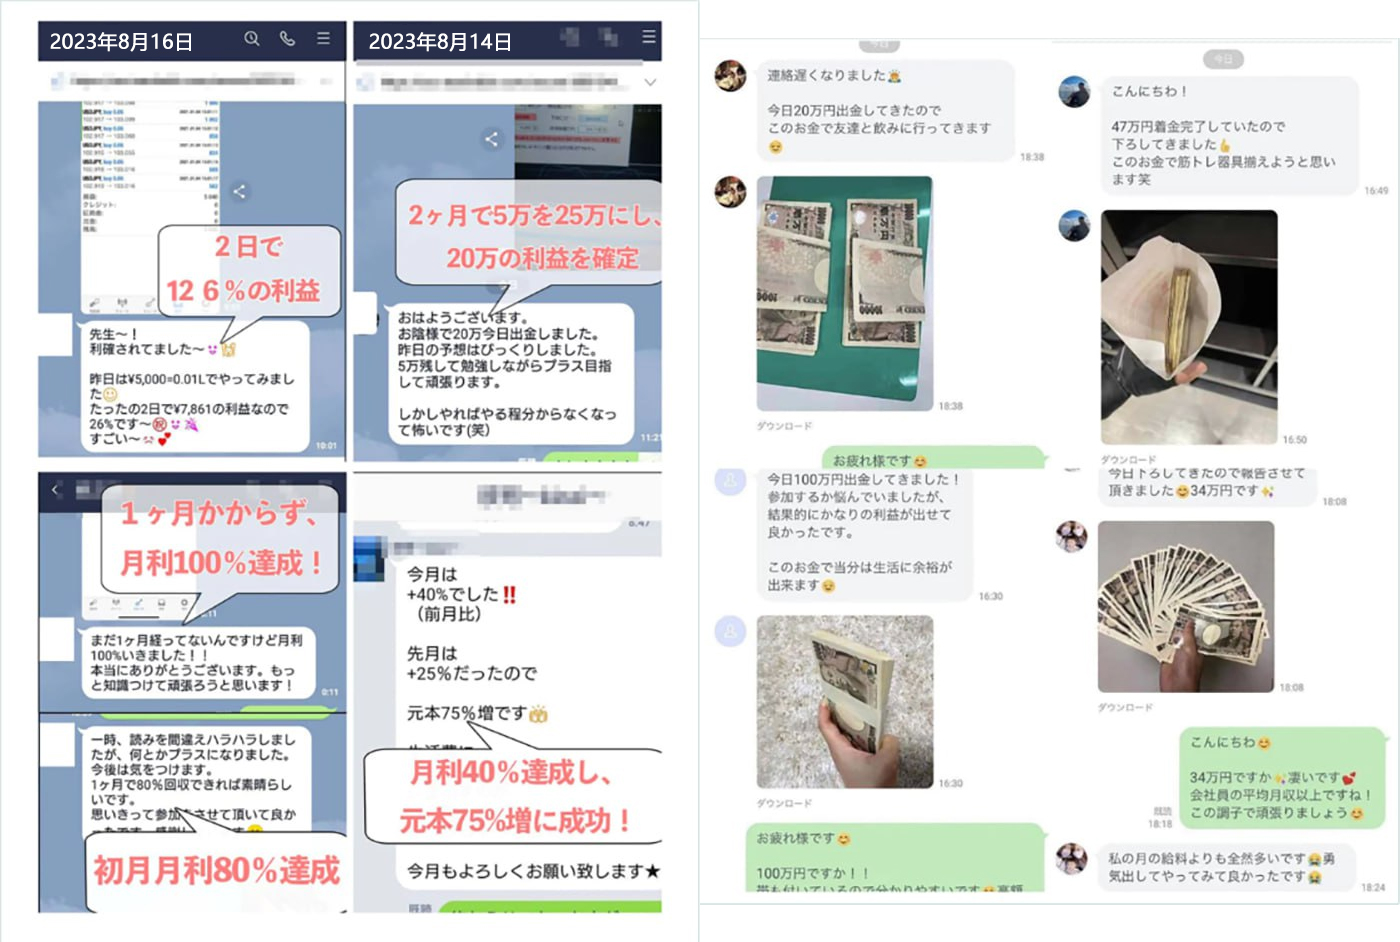 2023年8月16日
2日で
126%の利益
先生〜！
利確されてました〜
昨日は¥5,000=0.01Lでやってみまし
た
たったの2日で¥7,861の利益なので
26%です〜㊗
すごい〜
10:01
2023年8月14日
2ヶ月で5万を25万にし、
20万の利益を確定
おはようございます。
お陰様で20万今日出金しました。
昨日の予想はびっくりしました。
5万残して勉強しながらプラス目指
して頑張ります。
しかしやればやる程分からなくなっ
て怖いです(笑)
11:21
1ヶ月かからず、
月利100%達成！
まだ1ヶ月経ってないんですけど月利
100%いきました！！
本当にありがとうございます。もっ
と知識つけて頑張ろうと思います！
0:11
一時、読みを間違えハラハラしまし
たが、何とかプラスになりました。
今後は気をつけます。
1ヶ月で80%回収できれば素晴らし
いです。
思いきって参加させて頂いて良か
初月月利80%達成
8:47
今月は
+40%でした‼
（前月比）
先月は
+25%だったので
元本75%増です🙌
月利40%達成し、
元本75%増に成功！
今月もよろしくお願い致します★
既読
今日
連絡遅くなりました
今日20万円出金してきたので
このお金で友達と飲みに行ってきます
😊
18:38
18:38
ダウンロード
お疲れ様です😊
今日100万円出金してきました！
参加するか悩んでいましたが、
結果的にかなりの利益が出せて
良かったです。
このお金で当分は生活に余裕が
出来ます😊
16:30
16:30
ダウンロード
お疲れ様です😊
100万円ですか！！
帯も付いているので分かりやすいです😊高額
今日
こんにちわ！
47万円着金完了していたので
下ろしてきました👍
このお金で筋トレ器具揃えようと思い
ます笑
16:49
16:50
ダウンロード
今日下ろしてきたので報告させて
頂きました😊34万円です✨
18:08
18:08
ダウンロード
こんにちわ😊
34万円ですか✨凄いです💕
会社員の平均月収以上ですね！
この調子で頑張りましょう😊
既読
18:18
私の月の給料よりも全然多いです😭勇
気出してやってみて良かったです😭
18:24